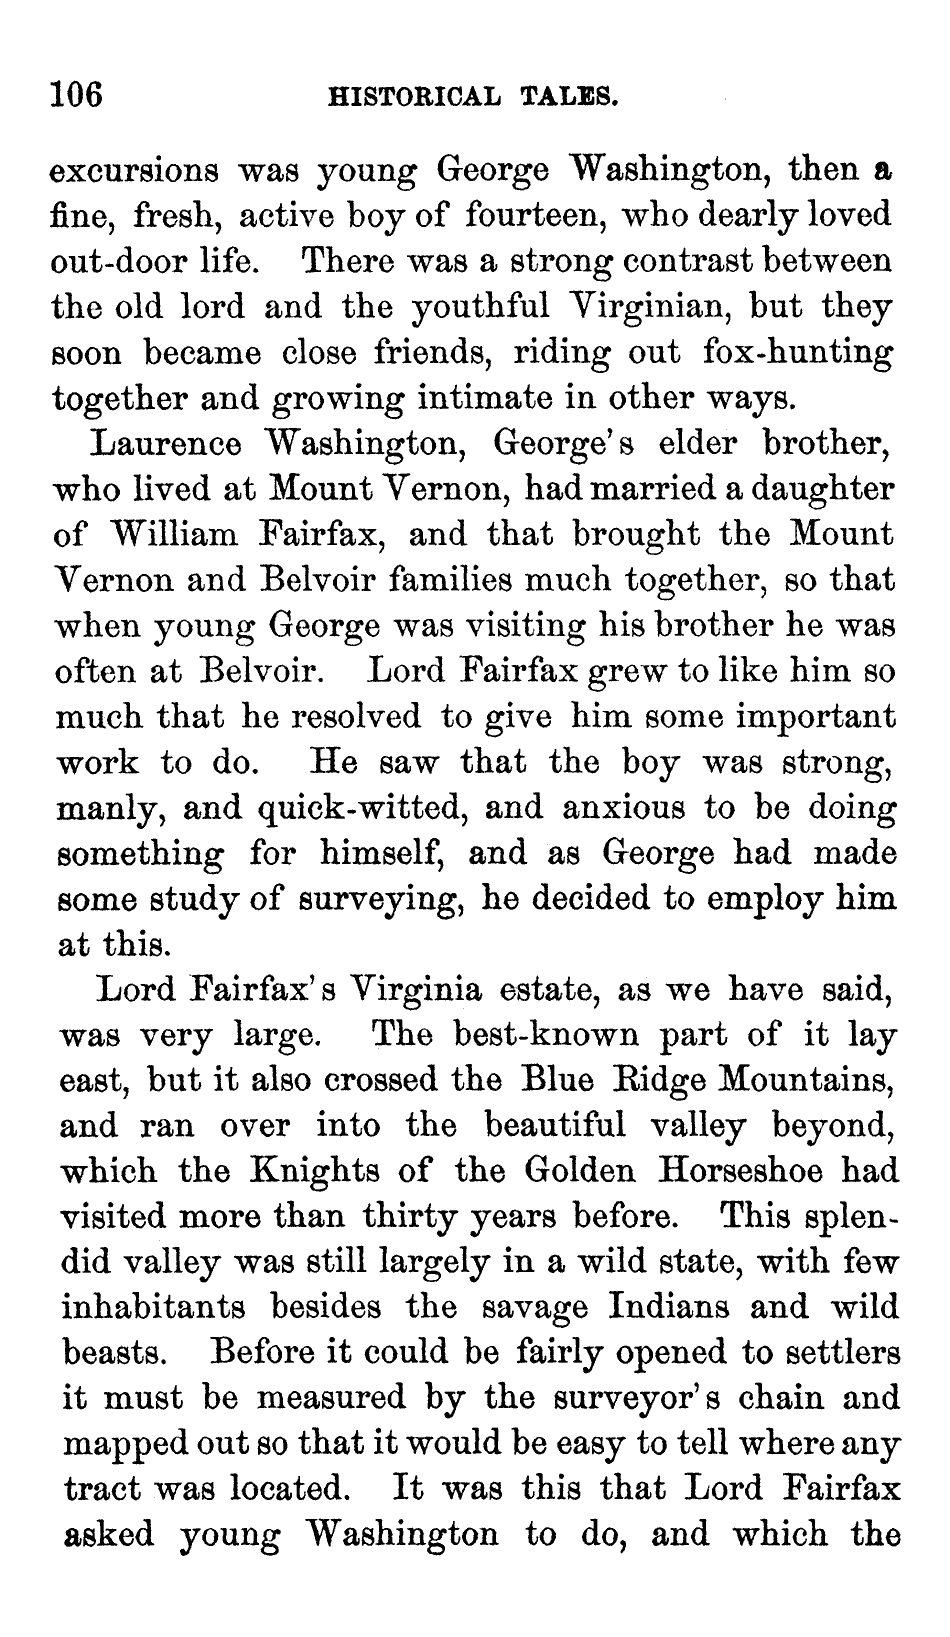 106 HISTORICAL TALES.
excursions was young George Washington, then a
fine, fresh, active boy of fourteen, who dearly loved
out-door life. There was a strong contrast between
the old lord and the youthful Virginian, but they
soon became close friends, riding out fox-hunting
together and growing intimate in other ways.
Laurence Washington, George's elder brother,
who lived at Mount Vernon, had married a daughter
of William Fairfax, and that brought the Mount
Vernon and Belvoir families much together, so that
when young George was visiting his brother he was
often at Belvoir. Lord Fairfax grew to like him so
much that he resolved to give him some important
work to do. He saw that the boy was strong,
manly, and quick-witted, and anxious to be doing
something for himself, and as George had made
some study of surveying, he decided to employ him
at this.
Lord Fairfax's Virginia estate, as we have said,
was very large. The best-known part of it lay
east, but it also crossed the Blue Ridge Mountains,
and ran over into the beautiful valley beyond,
which the Knights of the Golden Horseshoe had
visited more than thirty years before. This splen-
did valley was still largely in a wild state, with few
inhabitants besides the savage Indians and wild
beasts. Before it could be fairly opened to settlers
it must be measured by the surveyor's chain and
mapped out so that it would be easy to tell where any
tract was located. It was this that Lord Fairfax
asked young Washington to do, and which the